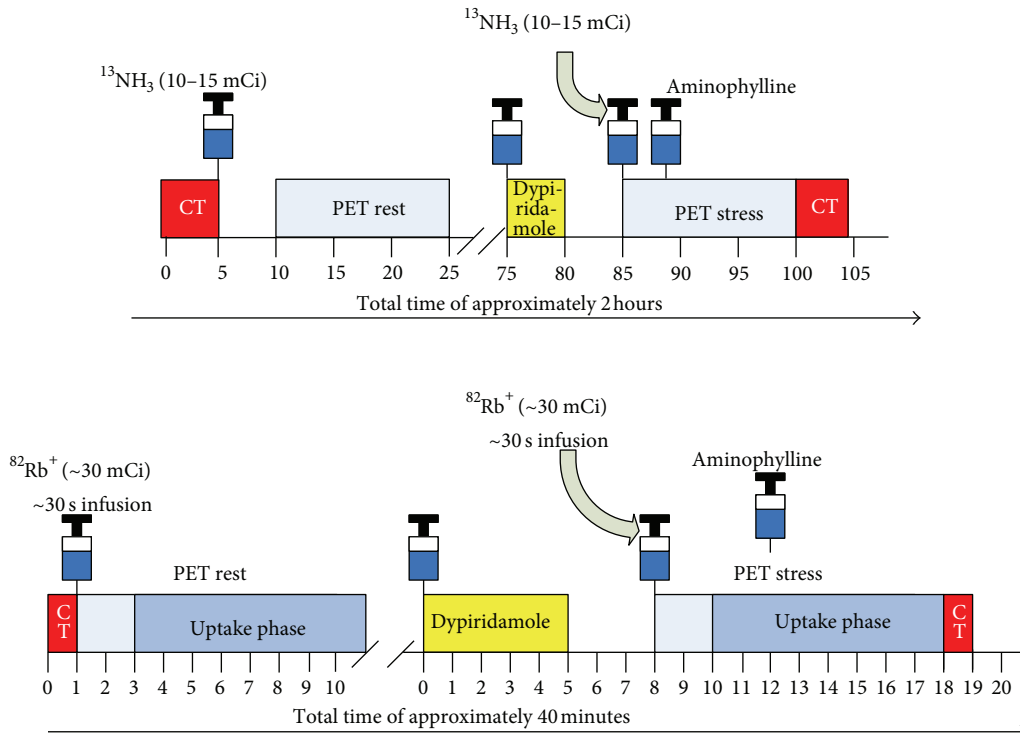 ¹³NH₃ (10–15 mCi)
¹³NH₃ (10–15 mCi)
Aminophylline
CT
PET rest
Dypi-
rida-
mole
PET stress
CT
0 5 10 15 20 25 75 80 85 90 95 100 105
Total time of approximately 2 hours
⁸²Rb⁺ (~30 mCi)
~30 s infusion
⁸²Rb⁺ (~30 mCi)
~30 s infusion
Aminophylline
PET rest
PET stress
C
T
Uptake phase
Dypiridamole
Uptake phase
C
T
0 1 2 3 4 5 6 7 8 9 10 0 1 2 3 4 5 6 7 8 9 10 11 12 13 14 15 16 17 18 19 20
Total time of approximately 40 minutes